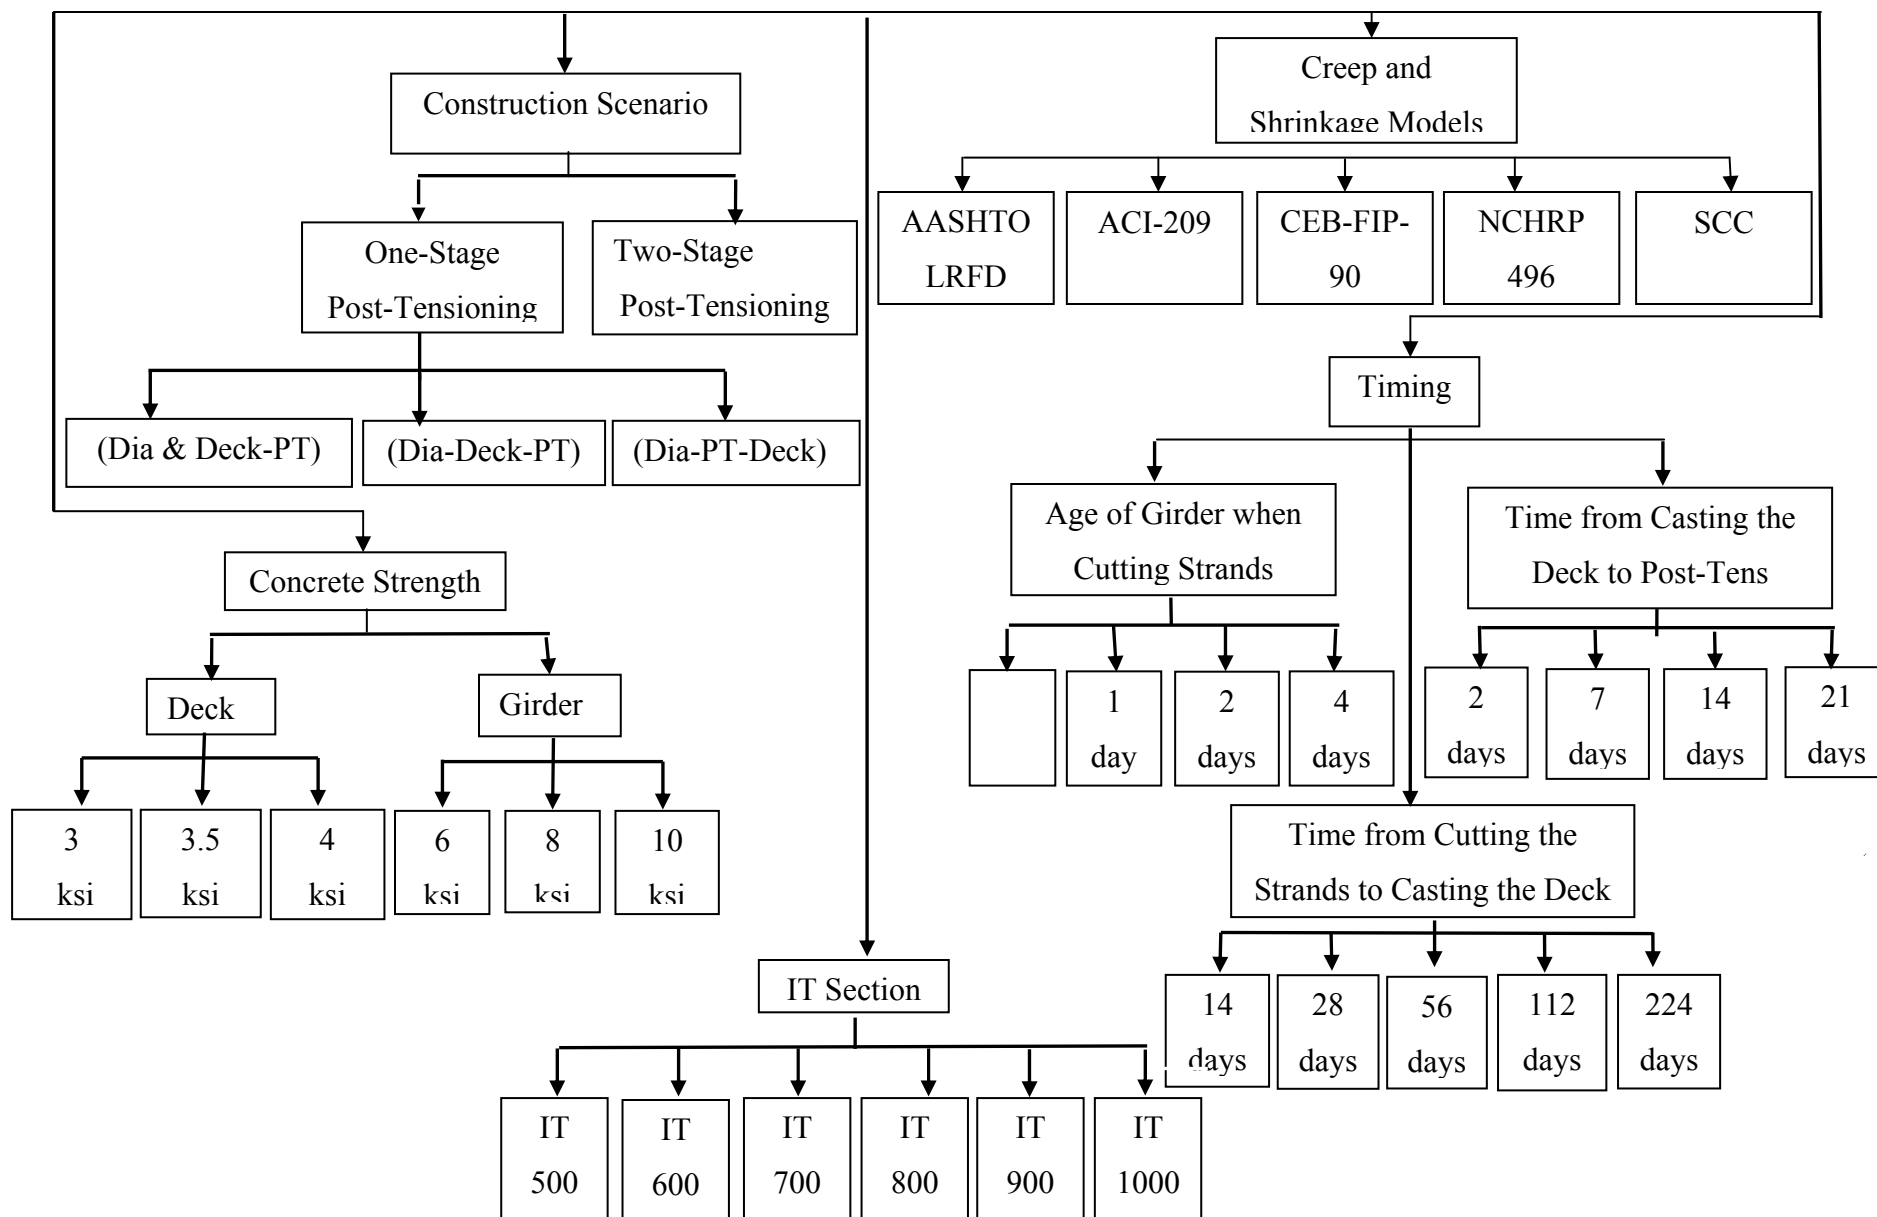 Construction Scenario
Creep and
Shrinkage Models
One-Stage
Post-Tensioning
Two-Stage
Post-Tensioning
AASHTO
LRFD
ACI-209
CEB-FIP-
90
NCHRP
496
SCC
(Dia & Deck-PT)
(Dia-Deck-PT)
(Dia-PT-Deck)
Timing
Concrete Strength
Age of Girder when
Cutting Strands
Time from Casting the
Deck to Post-Tens
Deck
Girder
1
day
2
days
4
days
2
days
7
days
14
days
21
days
3
ksi
3.5
ksi
4
ksi
6
ksi
8
ksi
10
ksi
Time from Cutting the
Strands to Casting the Deck
IT Section
14
days
28
days
56
days
112
days
224
days
IT
500
IT
600
IT
700
IT
800
IT
900
IT
1000